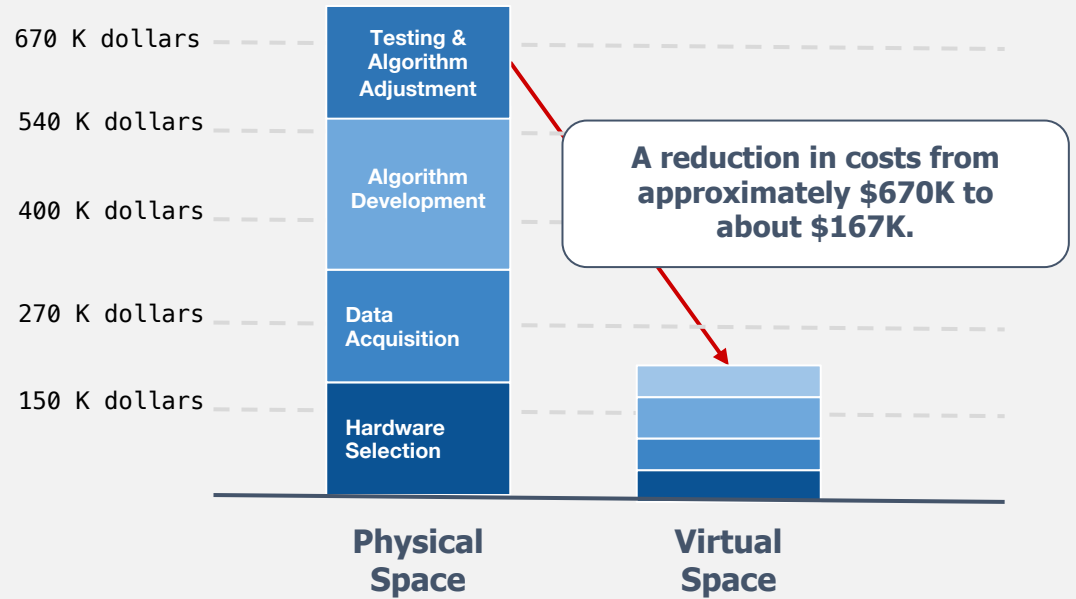 670 K dollars
540 K dollars
400 K dollars
270 K dollars
150 K dollars
Testing &
Algorithm
Adjustment
Algorithm
Development
Data
Acquisition
Hardware
Selection
A reduction in costs from
approximately $670K to
about $167K.
Physical
Space
Virtual
Space